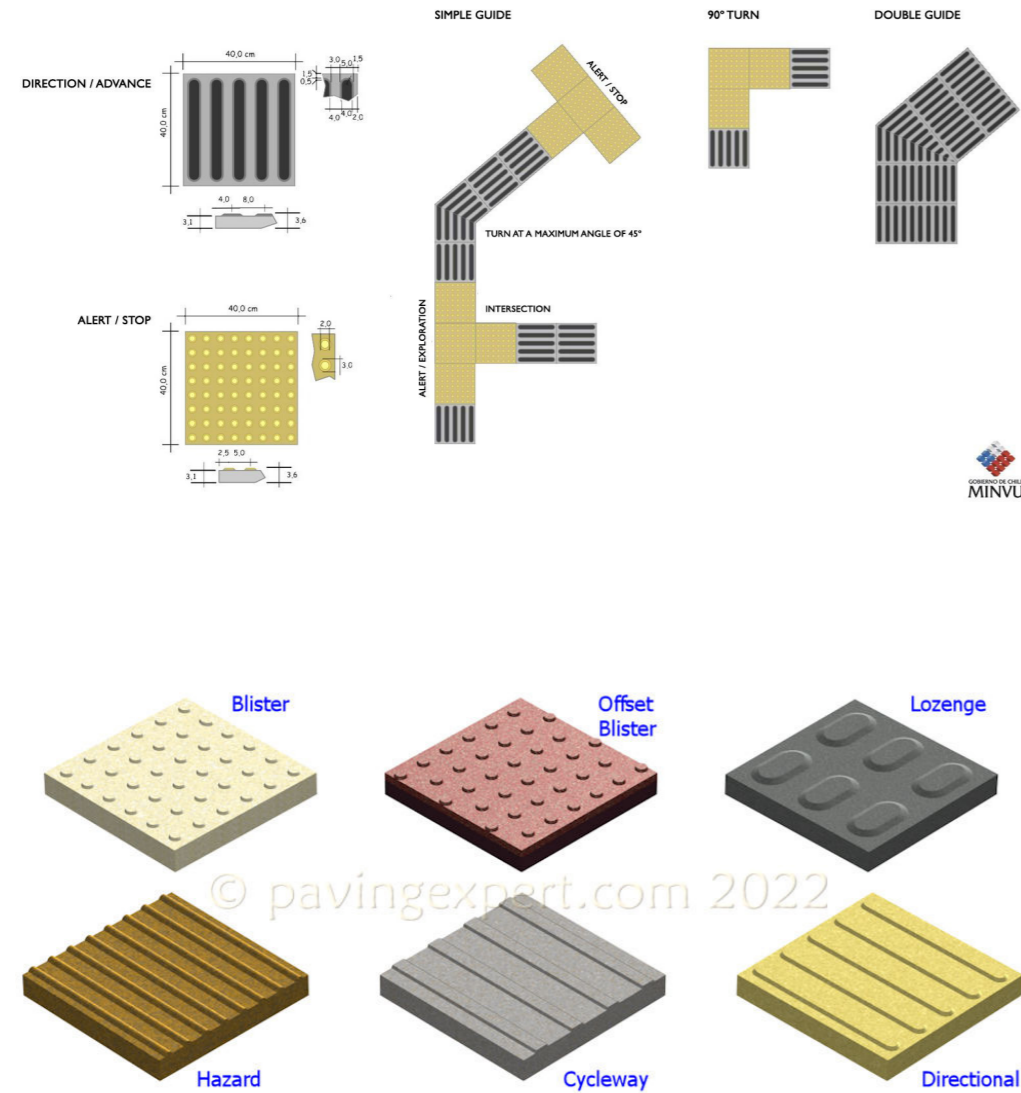 SIMPLE GUIDE
90° TURN
DOUBLE GUIDE
DIRECTION / ADVANCE
40,0 cm
3,0
5,0
1,5
1,5
0,5
40,0 cm
4,0
4,0
2,0
4,0
8,0
3,1
3,6
ALERT / STOP
TURN AT A MAXIMUM ANGLE OF 45°
INTERSECTION
ALERT / EXPLORATION
ALERT / STOP
40,0 cm
2,0
3,0
40,0 cm
2,5
5,0
3,1
3,6
MINVU
Blister
Offset
Blister
Lozenge
© pavingexpert.com 2022
Hazard
Cycleway
Directional